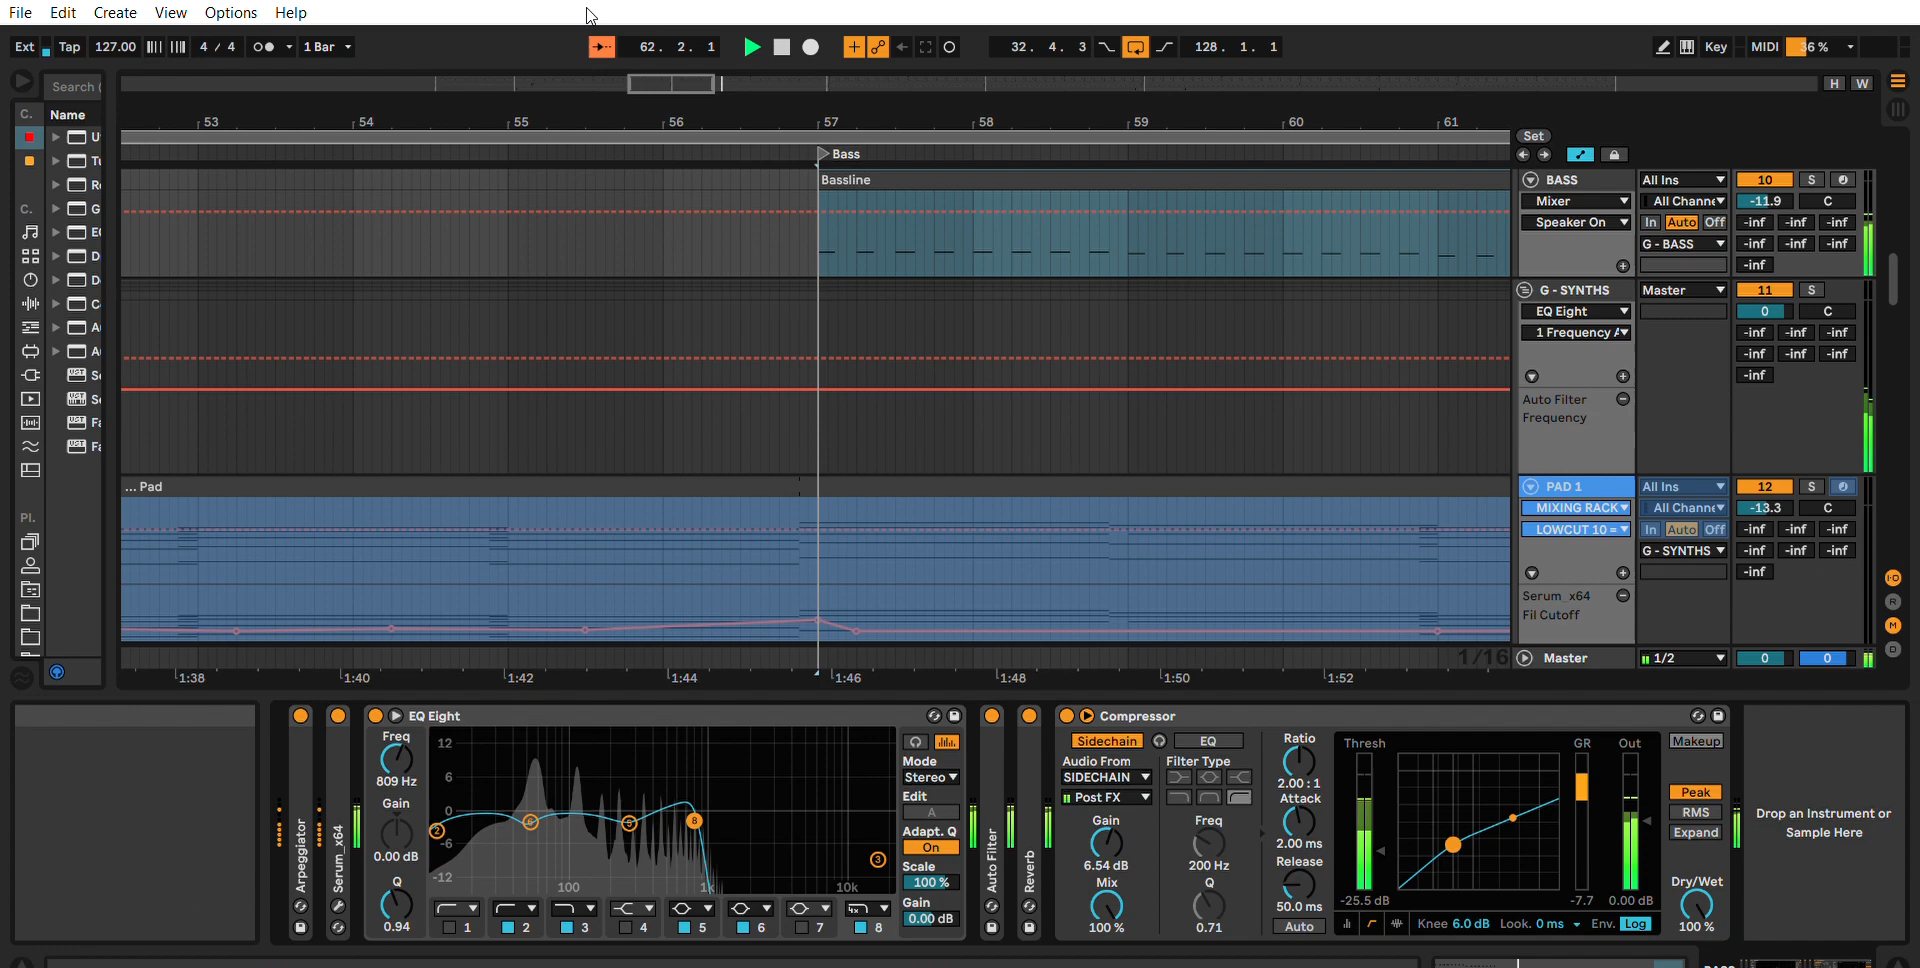 File Edit Create View Options Help
Ext Tap 127.00 4 / 4 1 Bar 62. 2. 1 32. 4. 3 128. 1. 1 Key MIDI 36 %
Search ( H W
C. Name 53 54 55 56 57 58 59 60 61 Set
Bass
Bassline BASS All Ins 10 S
Mixer All Channe -11.9 C
Speaker On In Auto Off -inf -inf -inf
G - BASS -inf -inf -inf
-inf
G - SYNTHS Master 11 S
EQ Eight 0 C
1 Frequency A -inf -inf -inf
-inf -inf -inf
-inf
Auto Filter
Frequency
... Pad PAD 1 All Ins 12 S
MIXING RACK All Channe -13.3 C
LOWCUT 10 = In Auto Off -inf -inf -inf
G - SYNTHS -inf -inf -inf
-inf
Serum_x64
Fil Cutoff
C.
Pl.
1/16 Master 1/2 0 0
1:38 1:40 1:42 1:44 1:46 1:48 1:50 1:52
Arpeggiator
Serum_x64
EQ Eight
Freq
809 Hz
Gain
0.00 dB
Q
0.94
12
6
0
-6
-12
100 1k 10k
2 6 5 8 3
Mode
Stereo
Edit
A
Adapt. Q
On
Scale
100 %
Gain
0.00 dB
1 2 3 4 5 6 7 8
Auto Filter
Reverb
Compressor
Sidechain EQ
Audio From Filter Type
SIDECHAIN
Post FX
Gain Freq
6.54 dB 200 Hz
Mix Q
100 % 0.71
Ratio
2.00 : 1
Attack
2.00 ms
Release
50.0 ms
Auto
Thresh GR Out
-25.5 dB -7.7 0.00 dB
Knee 6.0 dB Look. 0 ms Env. Log
Makeup
Peak
RMS
Expand
Dry/Wet
100 %
Drop an Instrument or
Sample Here